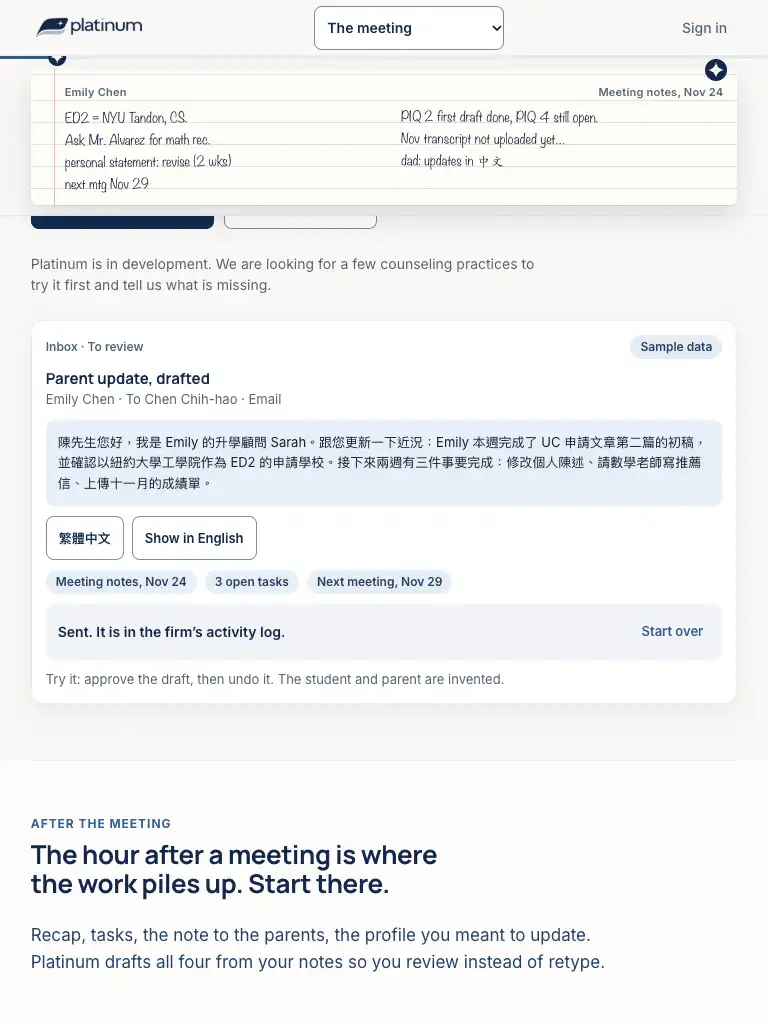 platinum
The meeting
Sign in
Emily Chen
Meeting notes, Nov 24
ED2 = NYU Tandon, CS.
Ask Mr. Alvarez for math rec.
personal statement: revise (2 wks)
next mtg Nov 29
PIQ 2 first draft done, PIQ 4 still open.
Nov transcript not uploaded yet...
dad: updates in 中文
Platinum is in development. We are looking for a few counseling practices to
try it first and tell us what is missing.
Inbox · To review
Sample data
Parent update, drafted
Emily Chen · To Chen Chih-hao · Email
陳先生您好，我是 Emily 的升學顧問 Sarah。跟您更新一下近況：Emily 本週完成了 UC 申請文章第二篇的初稿，
並確認以紐約大學工學院作為 ED2 的申請學校。接下來兩週有三件事要完成：修改個人陳述、請數學老師寫推薦
信、上傳十一月的成績單。
繁體中文
Show in English
Meeting notes, Nov 24
3 open tasks
Next meeting, Nov 29
Sent. It is in the firm’s activity log.
Start over
Try it: approve the draft, then undo it. The student and parent are invented.
AFTER THE MEETING
The hour after a meeting is where
the work piles up. Start there.
Recap, tasks, the note to the parents, the profile you meant to update.
Platinum drafts all four from your notes so you review instead of retype.